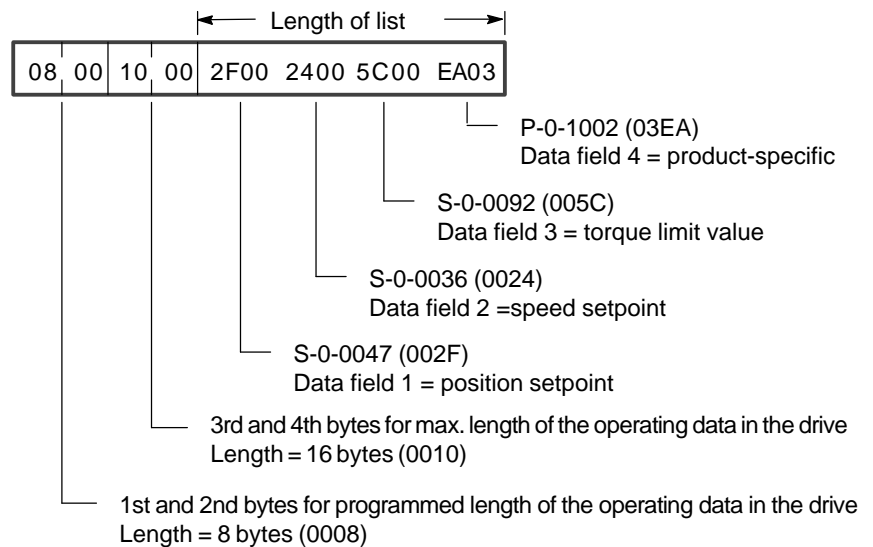 Length of list
08 00 10 00 2F00 2400 5C00 EA03
P-0-1002 (03EA)
Data field 4 = product-specific
S-0-0092 (005C)
Data field 3 = torque limit value
S-0-0036 (0024)
Data field 2 =speed setpoint
S-0-0047 (002F)
Data field 1 = position setpoint
3rd and 4th bytes for max. length of the operating data in the drive
Length = 16 bytes (0010)
1st and 2nd bytes for programmed length of the operating data in the drive
Length = 8 bytes (0008)